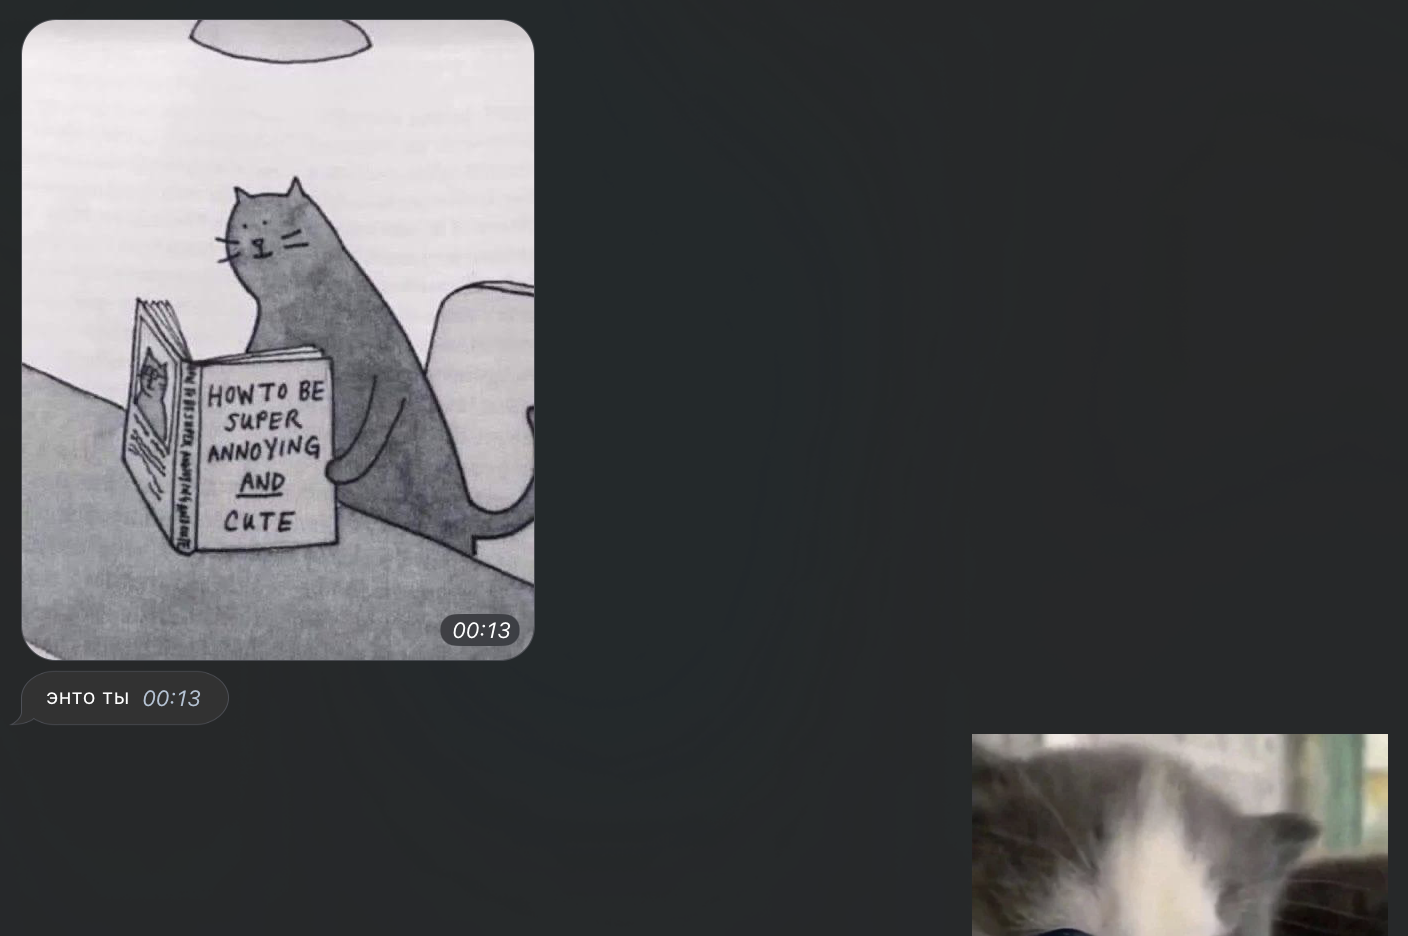 HOW TO BE
SUPER
ANNOYING
AND
CUTE
00:13
энто ты 00:13